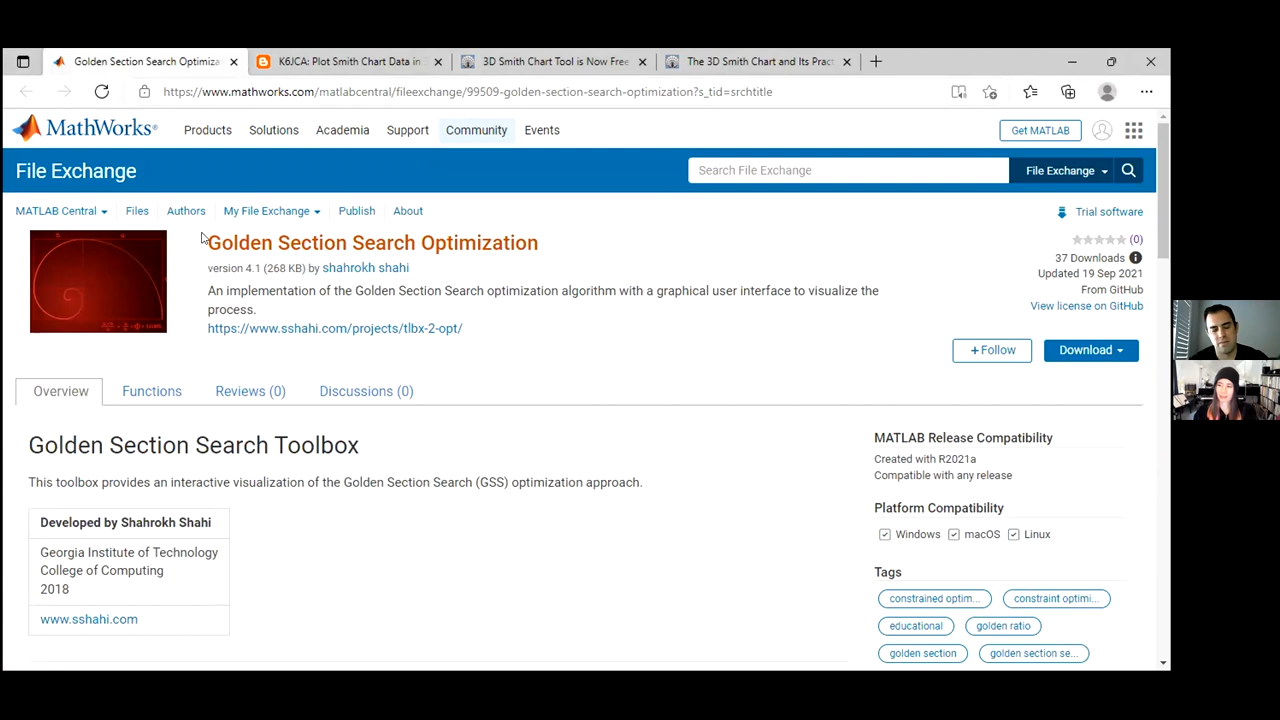 Golden Section Search Optimiza
K6JCA: Plot Smith Chart Data in
3D Smith Chart Tool is Now Free
The 3D Smith Chart and Its Pract
https://www.mathworks.com/matlabcentral/fileexchange/99509-golden-section-search-optimization?s_tid=srchtitle
MathWorks®
Products
Solutions
Academia
Support
Community
Events
Get MATLAB
File Exchange
Search File Exchange
File Exchange
MATLAB Central
Files
Authors
My File Exchange
Publish
About
Trial software
Golden Section Search Optimization
version 4.1 (268 KB) by shahrokh shahi
An implementation of the Golden Section Search optimization algorithm with a graphical user interface to visualize the
process.
https://www.sshahi.com/projects/tlbx-2-opt/
(0)
37 Downloads
Updated 19 Sep 2021
From GitHub
View license on GitHub
+ Follow
Download
Overview
Functions
Reviews (0)
Discussions (0)
Golden Section Search Toolbox
This toolbox provides an interactive visualization of the Golden Section Search (GSS) optimization approach.
Developed by Shahrokh Shahi
Georgia Institute of Technology
College of Computing
2018
www.sshahi.com
MATLAB Release Compatibility
Created with R2021a
Compatible with any release
Platform Compatibility
Windows
macOS
Linux
Tags
constrained optim...
constraint optimi...
educational
golden ratio
golden section
golden section se...